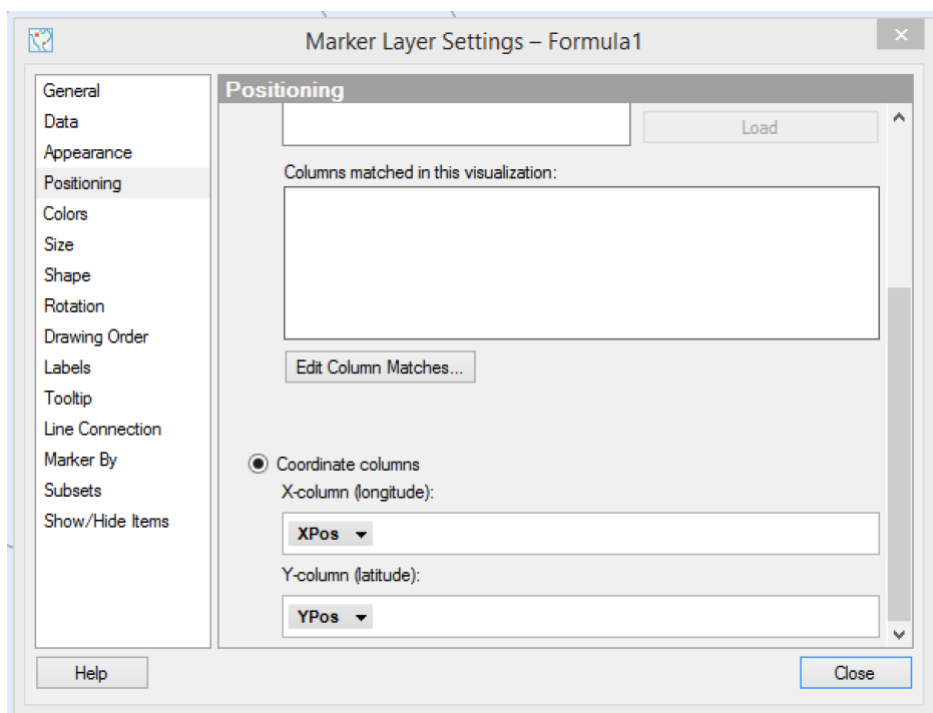 Marker Layer Settings – Formula1
General
Data
Appearance
Positioning
Colors
Size
Shape
Rotation
Drawing Order
Labels
Tooltip
Line Connection
Marker By
Subsets
Show/Hide Items
Positioning
Load
Columns matched in this visualization:
Edit Column Matches...
Coordinate columns
X-column (longitude):
XPos
Y-column (latitude):
YPos
Help
Close